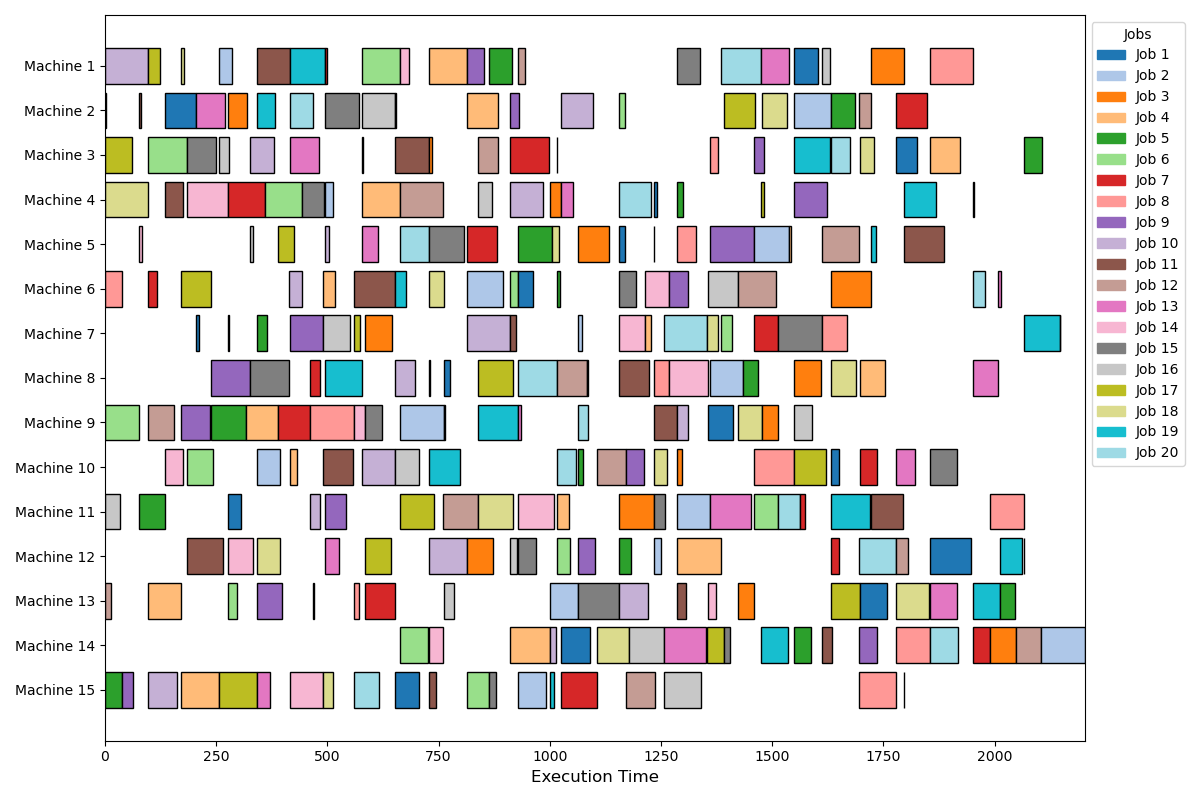 Jobs
Machine 1
Machine 2
Machine 3
Machine 4
Machine 5
Machine 6
Machine 7
Machine 8
Machine 9
Machine 10
Machine 11
Machine 12
Machine 13
Machine 14
Machine 15
Job 1
Job 2
Job 3
Job 4
Job 5
Job 6
Job 7
Job 8
Job 9
Job 10
Job 11
Job 12
Job 13
Job 14
Job 15
Job 16
Job 17
Job 18
Job 19
Job 20
0 250 500 750 1000 1250 1500 1750 2000
Execution Time